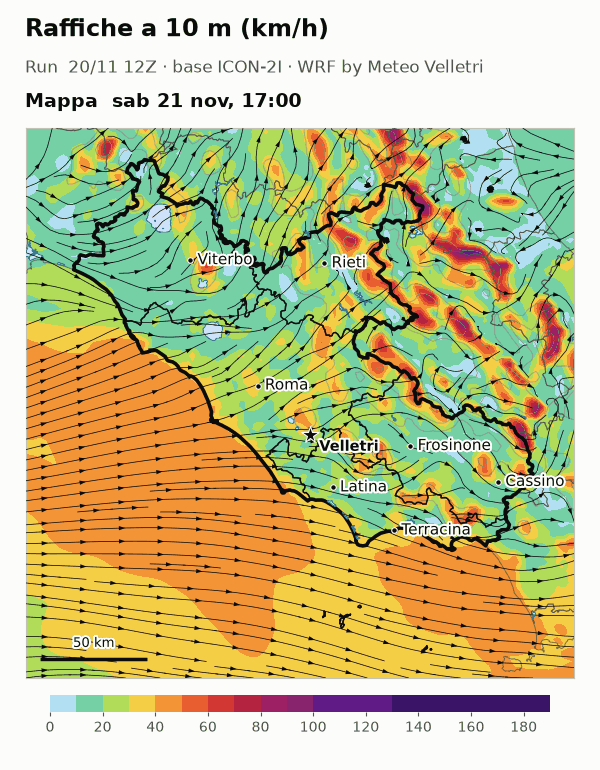 Raffiche a 10 m (km/h)
Run  20/11 12Z · base ICON-2I · WRF by Meteo Velletri
Mappa  sab 21 nov, 17:00
Viterbo
Rieti
Roma
Velletri
Frosinone
Cassino
Latina
Terracina
50 km
0 20 40 60 80 100 120 140 160 180